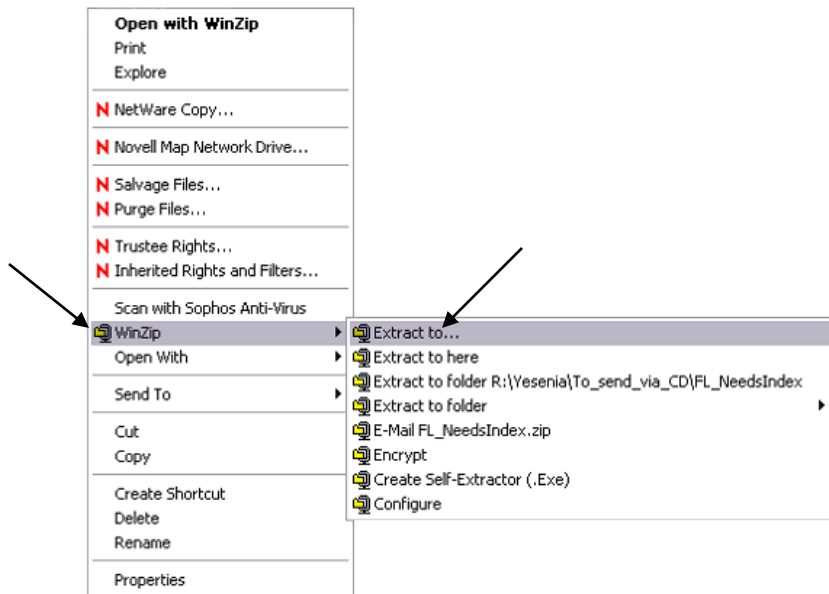 Open with WinZip
Print
Explore
NetWare Copy...
Novell Map Network Drive...
Salvage Files...
Purge Files...
Trustee Rights...
Inherited Rights and Filters...
Scan with Sophos Anti-Virus
WinZip
Open With
Send To
Cut
Copy
Create Shortcut
Delete
Rename
Properties
Extract to...
Extract to here
Extract to folder R:\Yesenia\To_send_via_CD\FL_NeedsIndex
Extract to folder
E-Mail FL_NeedsIndex.zip
Encrypt
Create Self-Extractor (.Exe)
Configure